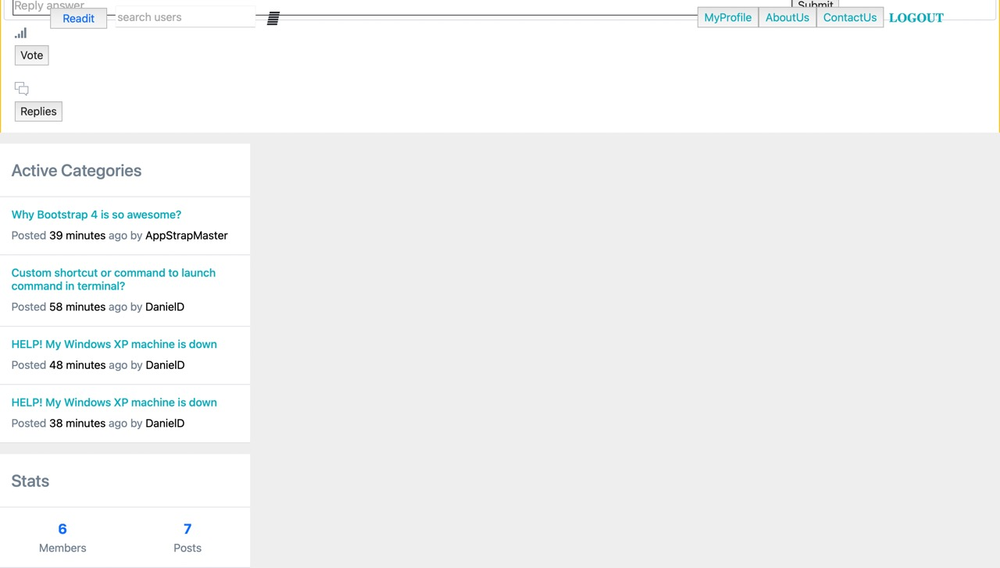 Reply answer
Submit
Readit
search users
MyProfile
AboutUs
ContactUs
LOGOUT
Vote
Replies
Active Categories
Why Bootstrap 4 is so awesome?
Posted 39 minutes ago by AppStrapMaster
Custom shortcut or command to launch
command in terminal?
Posted 58 minutes ago by DanielD
HELP! My Windows XP machine is down
Posted 48 minutes ago by DanielD
HELP! My Windows XP machine is down
Posted 38 minutes ago by DanielD
Stats
6 7
Members Posts